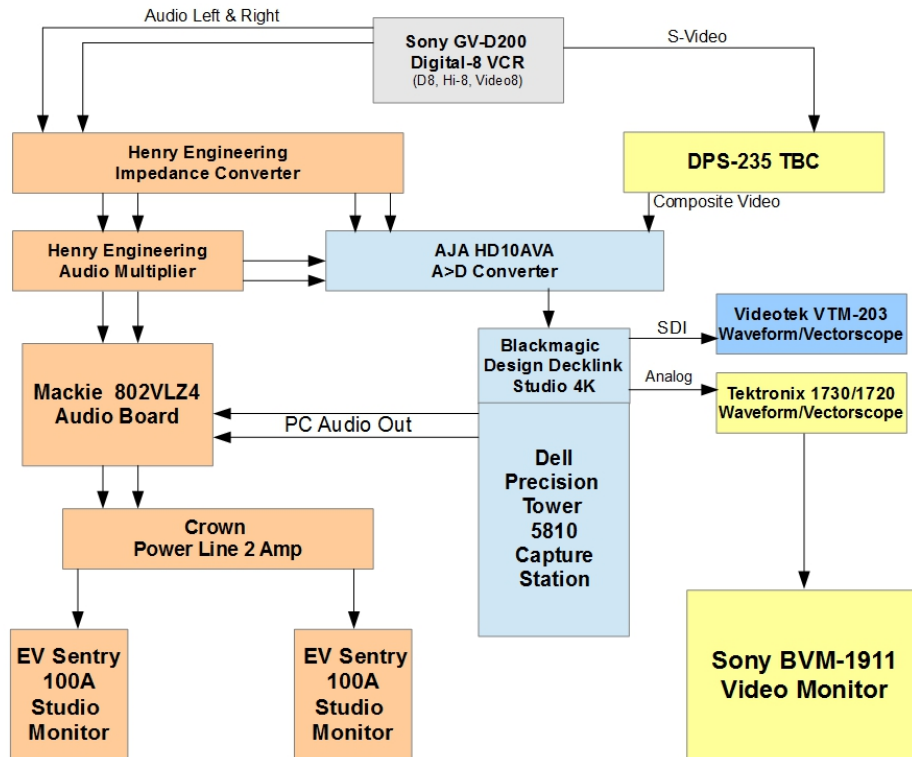 Audio Left & Right
Sony GV-D200
Digital-8 VCR
(D8, Hi-8, Video8)
S-Video
Henry Engineering
Impedance Converter
DPS-235 TBC
Composite Video
Henry Engineering
Audio Multiplier
AJA HD10AVA
A>D Converter
Blackmagic
Design Decklink
Studio 4K
SDI
Videotek VTM-203
Waveform/Vectorscope
Analog
Tektronix 1730/1720
Waveform/Vectorscope
Mackie 802VLZ4
Audio Board
PC Audio Out
Dell
Precision
Tower
5810
Capture
Station
Crown
Power Line 2 Amp
EV Sentry
100A
Studio
Monitor
EV Sentry
100A
Studio
Monitor
Sony BVM-1911
Video Monitor